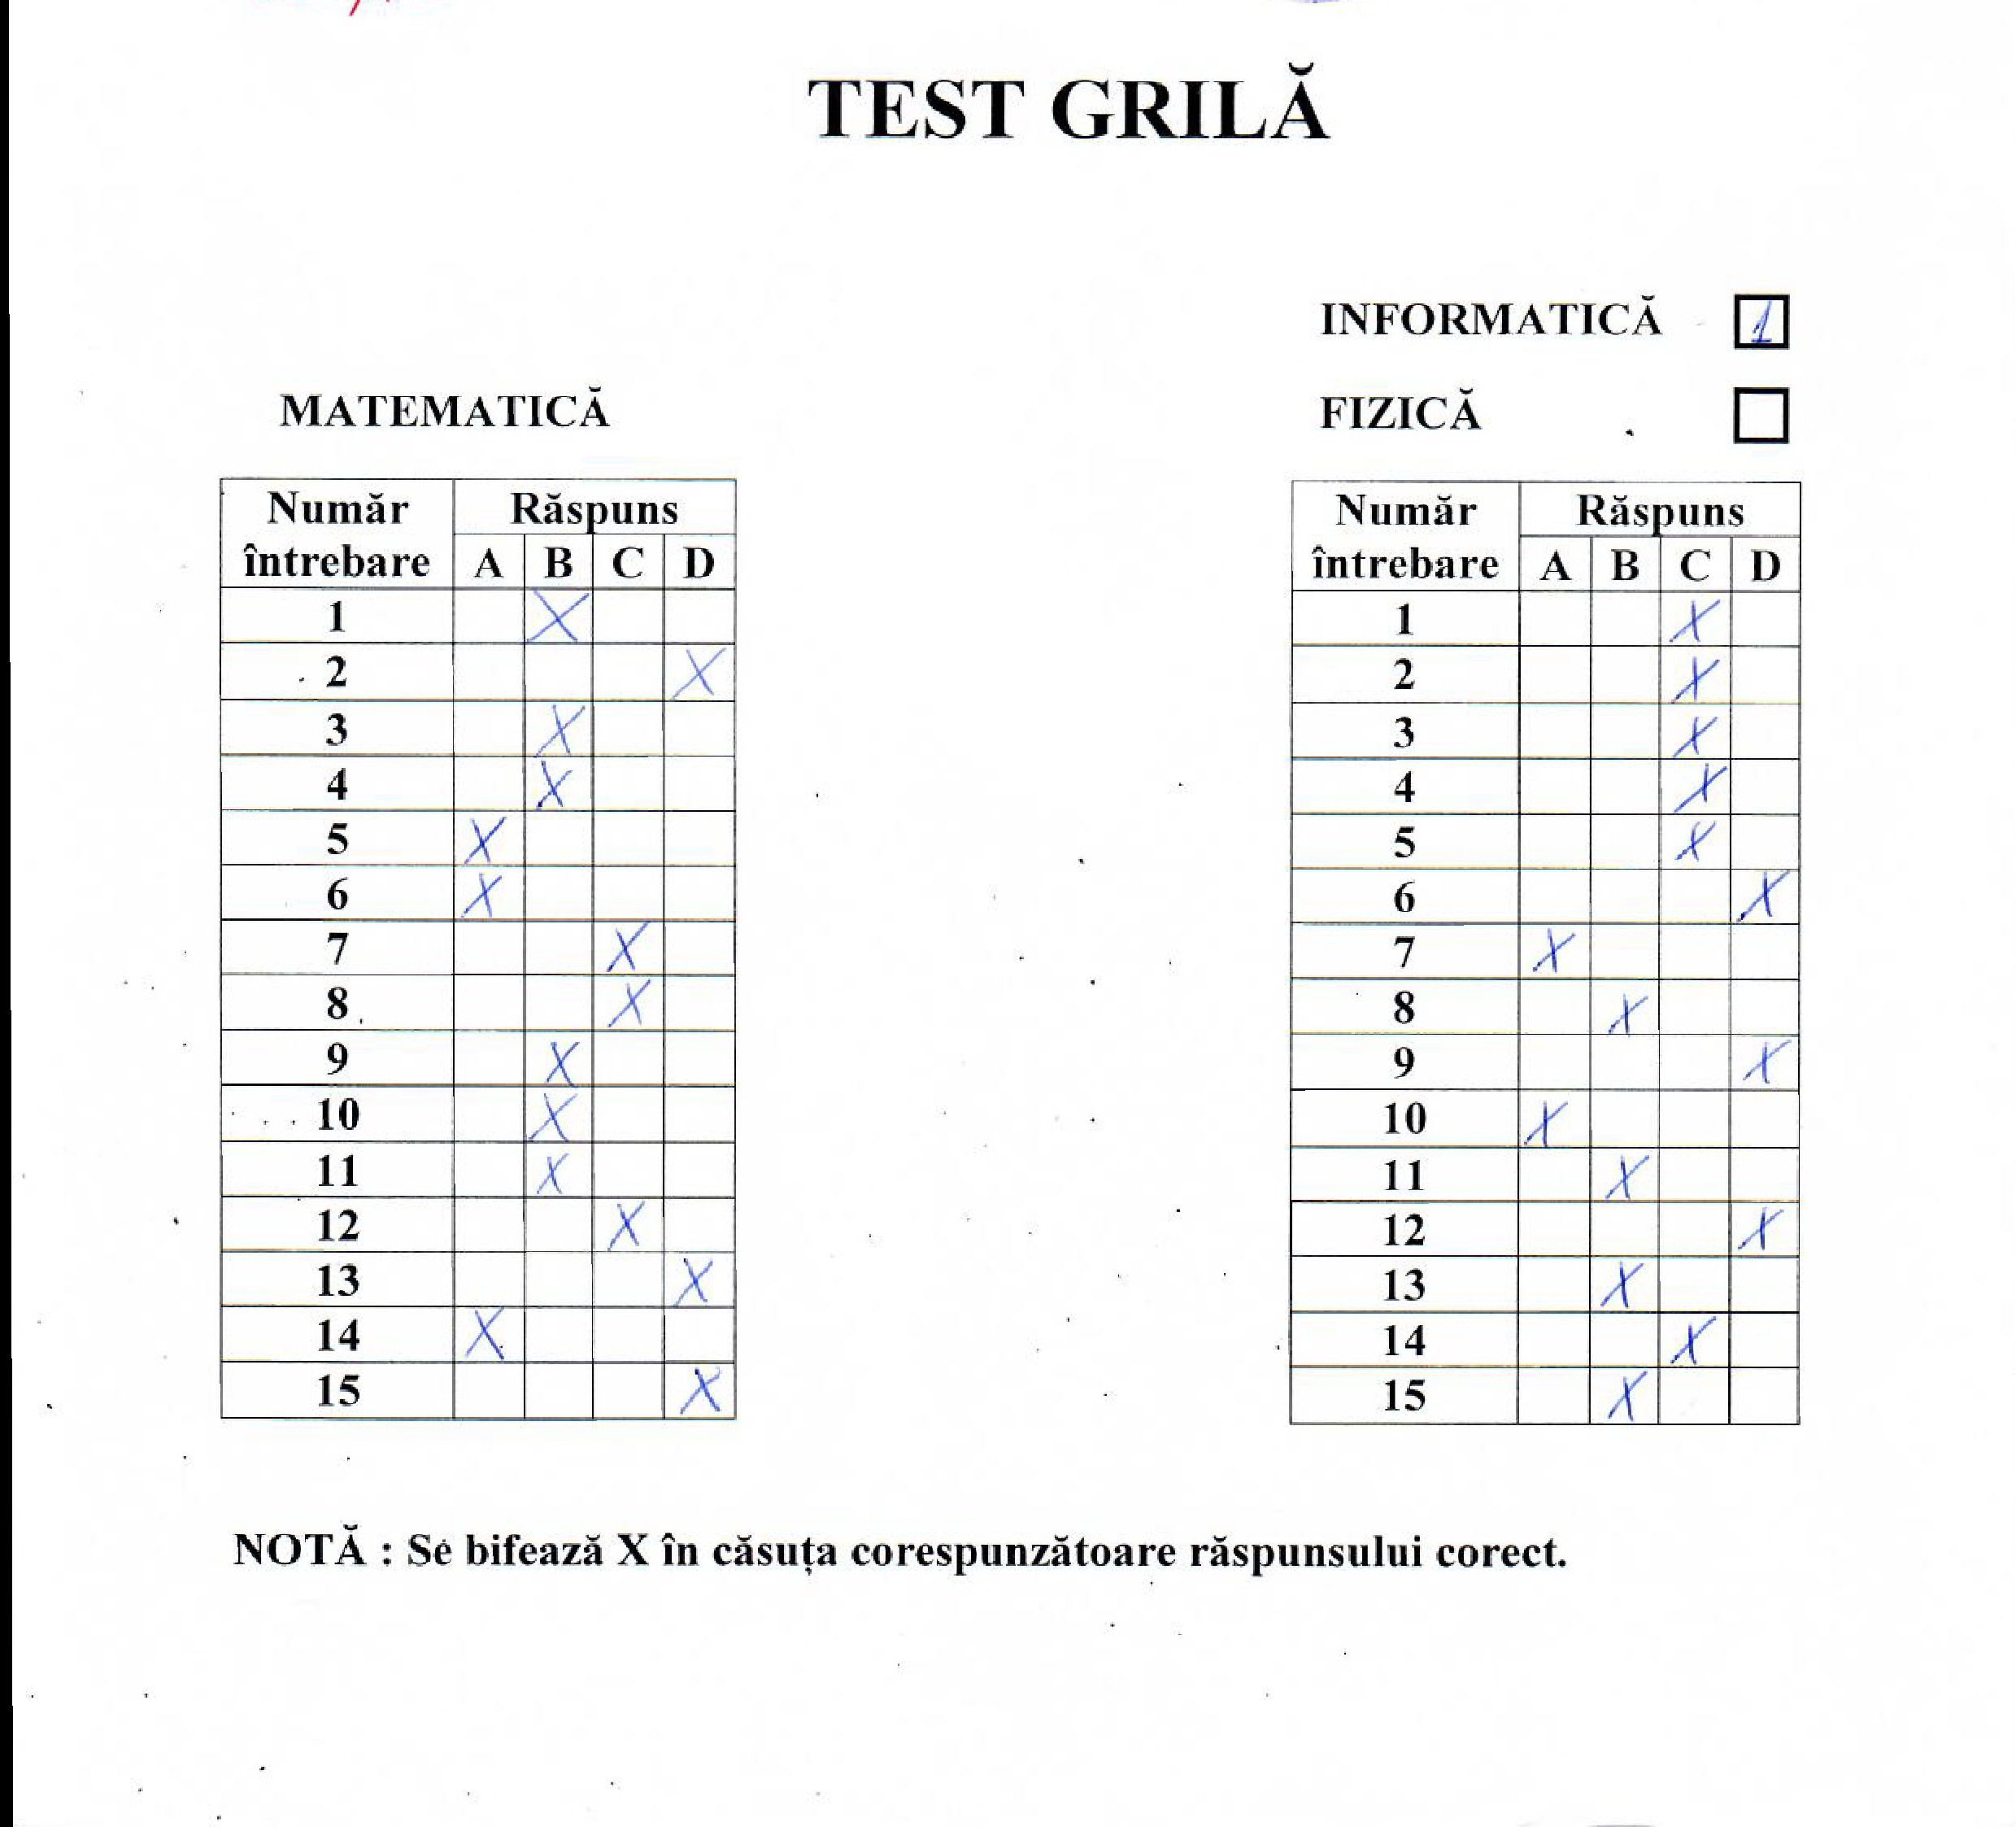 TEST GRILĂ
INFORMATICĂ 1
MATEMATICĂ
FIZICĂ
Număr întrebare Răspuns
A B C D
1 X
2 X
3 X
4 X
5 X
6 X
7 X
8 X
9 X
10 X
11 X
12 X
13 X
14 X
15 X
Număr întrebare Răspuns
A B C D
1 X
2 X
3 X
4 X
5 X
6 X
7 X
8 X
9 X
10 X
11 X
12 X
13 X
14 X
15 X
NOTĂ : Se bifează X în căsuța corespunzătoare răspunsului corect.